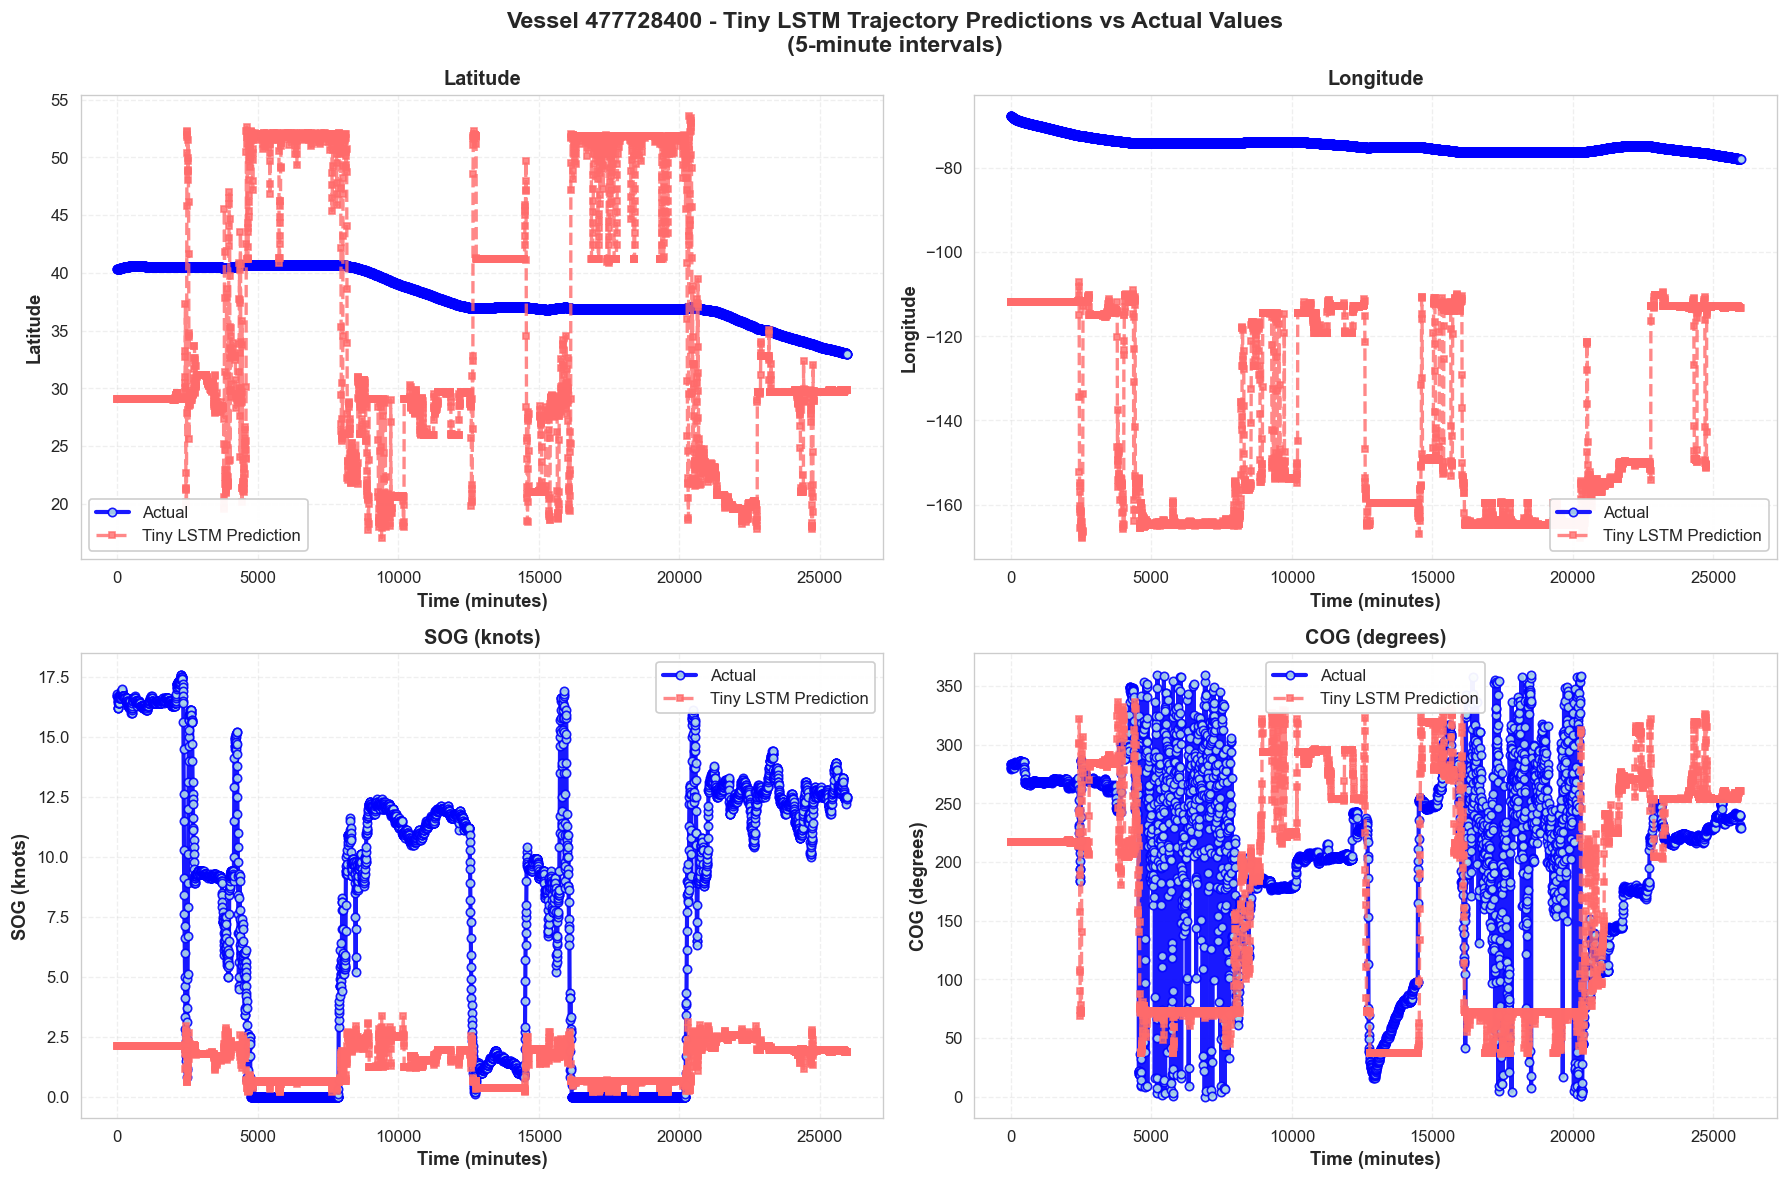 Vessel 477728400 - Tiny LSTM Trajectory Predictions vs Actual Values
(5-minute intervals)
Latitude
55
50
45
40
35
30
25
20
Latitude
Actual
Tiny LSTM Prediction
0 5000 10000 15000 20000 25000
Time (minutes)
Longitude
−80
−100
−120
−140
−160
Longitude
Actual
Tiny LSTM Prediction
0 5000 10000 15000 20000 25000
Time (minutes)
SOG (knots)
17.5
15.0
12.5
10.0
7.5
5.0
2.5
0.0
SOG (knots)
Actual
Tiny LSTM Prediction
0 5000 10000 15000 20000 25000
Time (minutes)
COG (degrees)
350
300
250
200
150
100
50
0
COG (degrees)
Actual
Tiny LSTM Prediction
0 5000 10000 15000 20000 25000
Time (minutes)